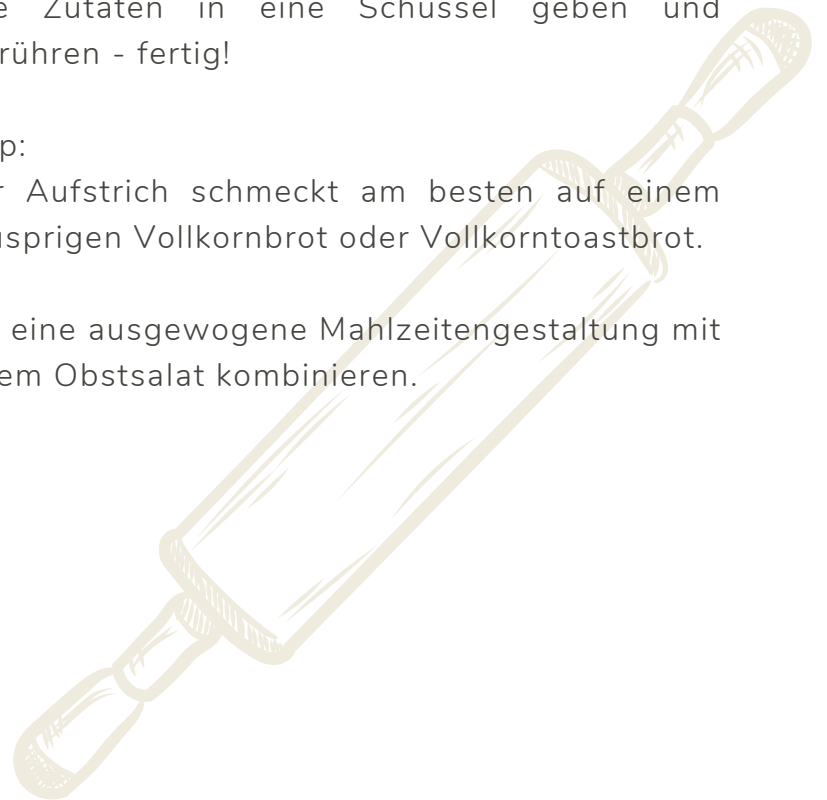 e Zutaten in eine Schüssel geben und
rühren - fertig!
p:
r Aufstrich schmeckt am besten auf einem
usprigen Vollkornbrot oder Vollkorntoastbrot.
eine ausgewogene Mahlzeitengestaltung mit
em Obstsalat kombinieren.